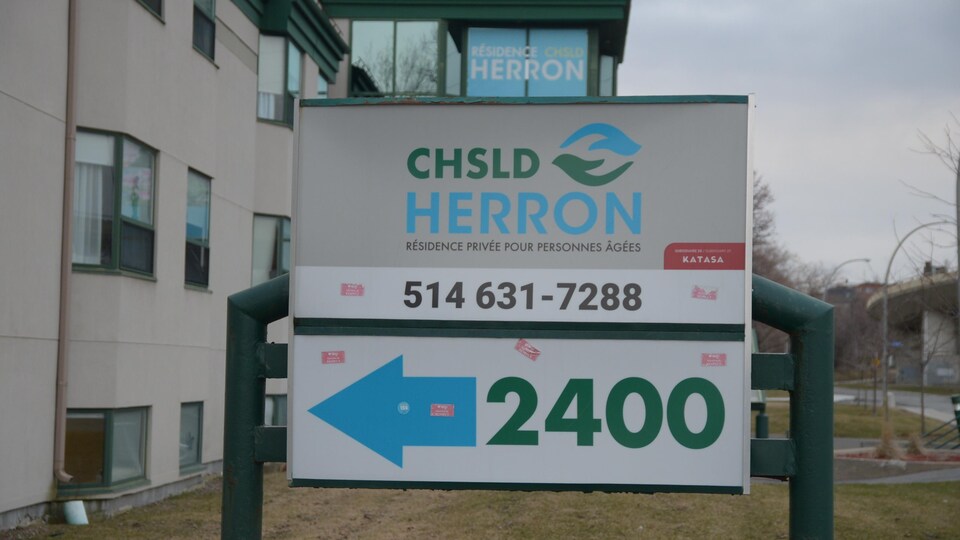 RÉSIDENCE CHSLD
HERRON
CHSLD
HERRON
RÉSIDENCE PRIVÉE POUR PERSONNES ÂGÉES
KATASA
514 631-7288
2400